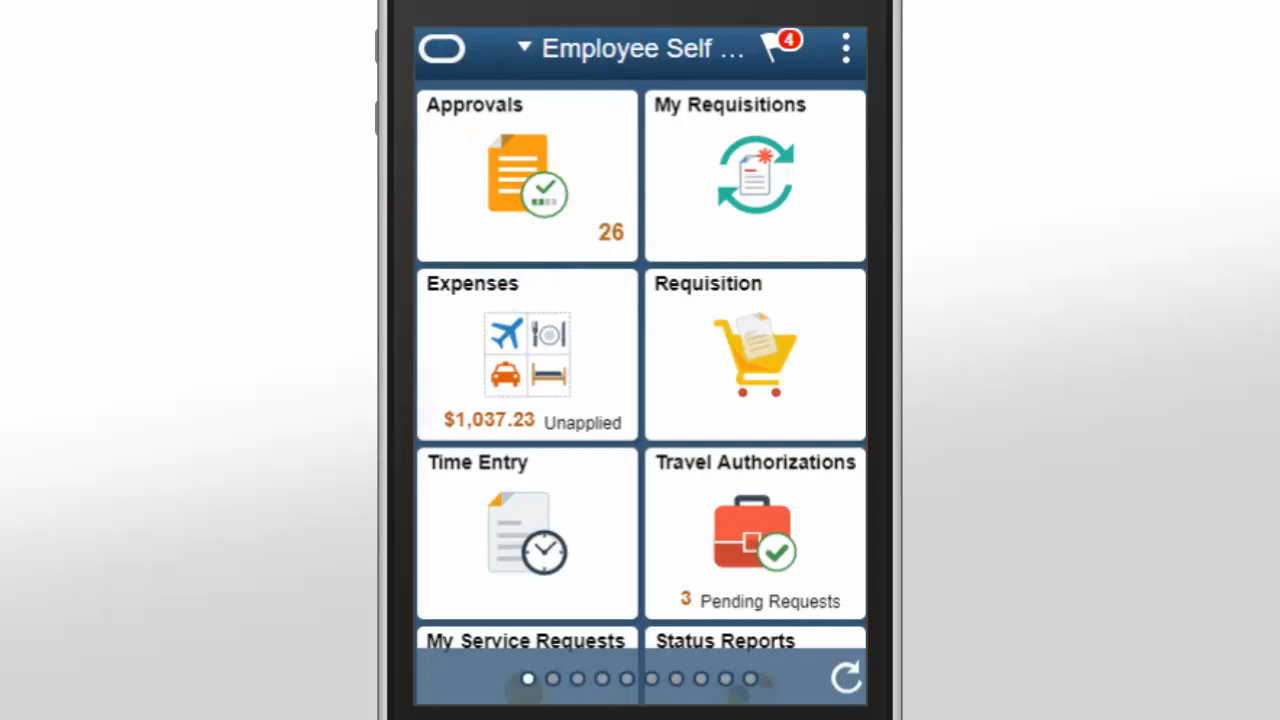 Employee Self ...
4
Approvals
26
My Requisitions
Expenses
$1,037.23 Unapplied
Requisition
Time Entry
Travel Authorizations
3 Pending Requests
My Service Requests
Status Reports